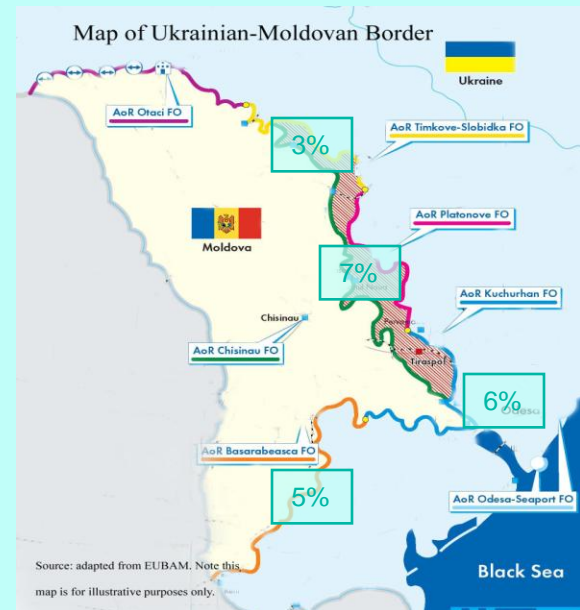 Map of Ukrainian-Moldovan Border
Ukraine
AoR Otaci FO
AoR Timkove-Slobidka FO
3%
AoR Platonove FO
Moldova
7%
AoR Kuchurhan FO
Chisinau
AoR Chisinau FO
Tiraspol
6%
Odesa
AoR Basarabeasca FO
5%
AoR Odesa-Seaport FO
Source: adapted from EUBAM. Note this
map is for illustrative purposes only.
Black Sea